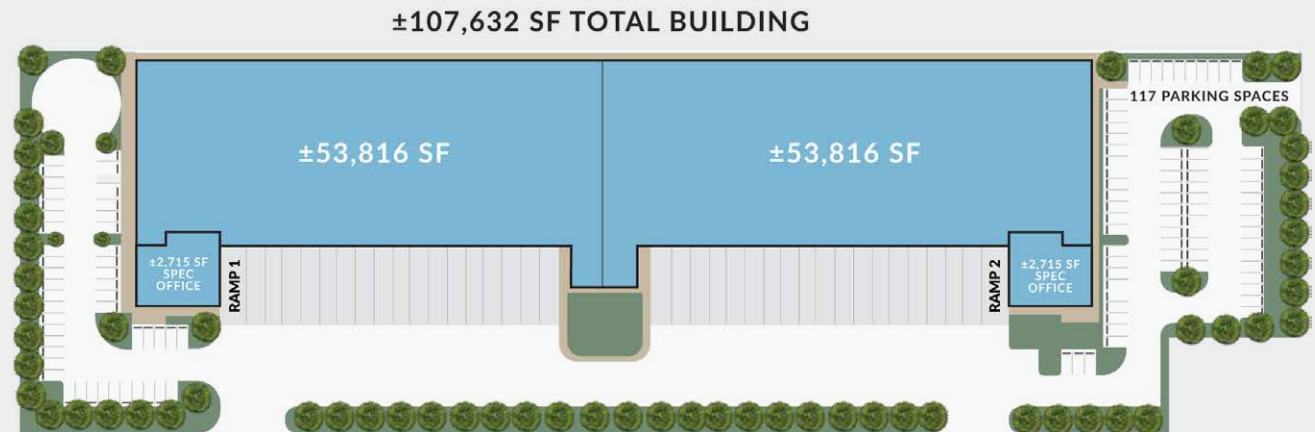 ±107,632 SF TOTAL BUILDING
117 PARKING SPACES
±53,816 SF
±53,816 SF
±2,715 SF
SPEC
OFFICE
RAMP 1
RAMP 2
±2,715 SF
SPEC
OFFICE